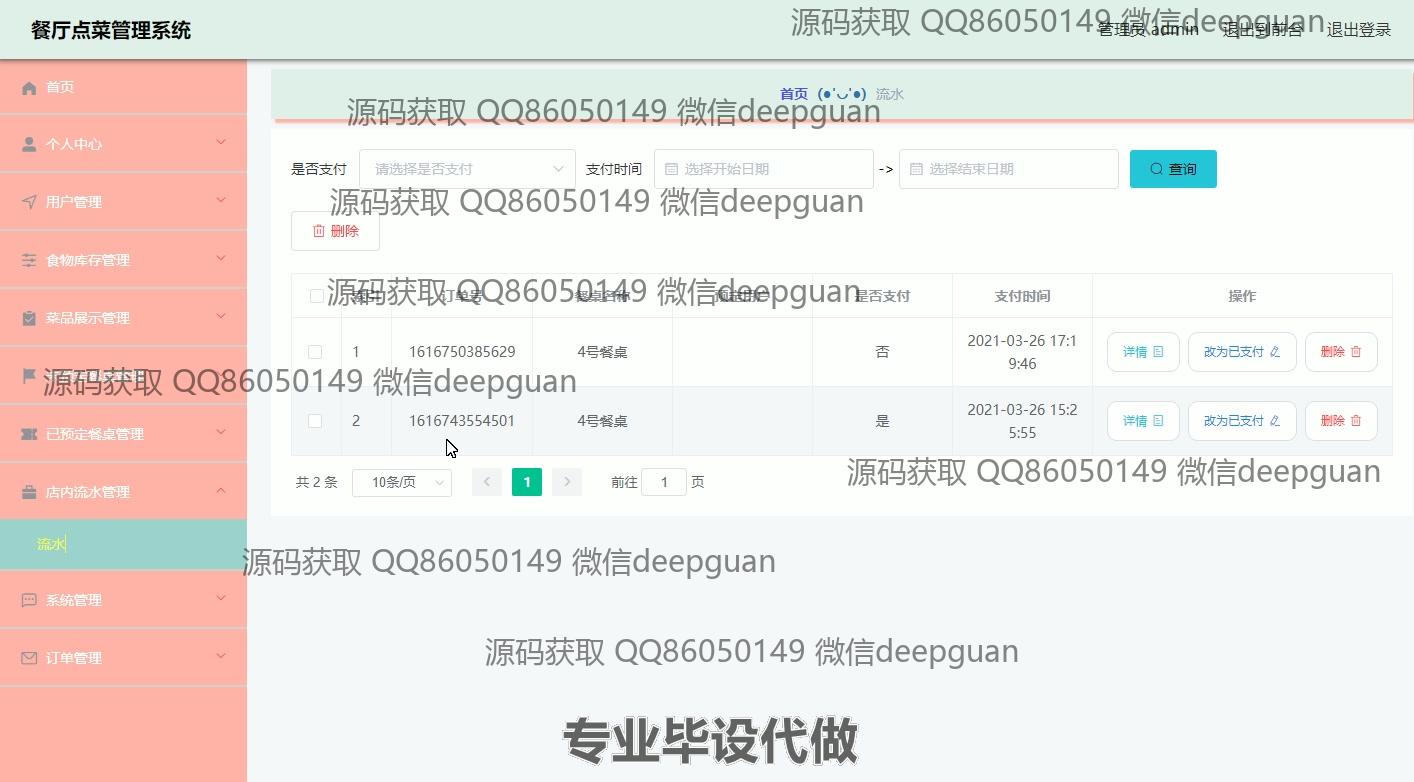 餐厅点菜管理系统
源码获取 QQ86050149 微信deepguan
管理员 admin 退出到前台 退出登录
首页
首页 (●'◡'●) 流水
源码获取 QQ86050149 微信deepguan
个人中心
是否支付 请选择是否支付 支付时间 选择开始日期 -> 选择结束日期 查询
用户管理
源码获取 QQ86050149 微信deepguan
删除
食物库存管理
源码获取 QQ86050149 微信deepguan
订单号 餐桌名称 是否支付 支付时间 操作
菜品展示管理
1 1616750385629 4号餐桌 否 2021-03-26 17:1
9:46
详情 改为已支付 删除
源码获取 QQ86050149 微信deepguan
2 1616743554501 4号餐桌 是 2021-03-26 15:2
5:55
详情 改为已支付 删除
已预定餐桌管理
源码获取 QQ86050149 微信deepguan
共 2 条 10条/页 1 前往 1 页
店内流水管理
流水
源码获取 QQ86050149 微信deepguan
系统管理
源码获取 QQ86050149 微信deepguan
订单管理
专业毕设代做